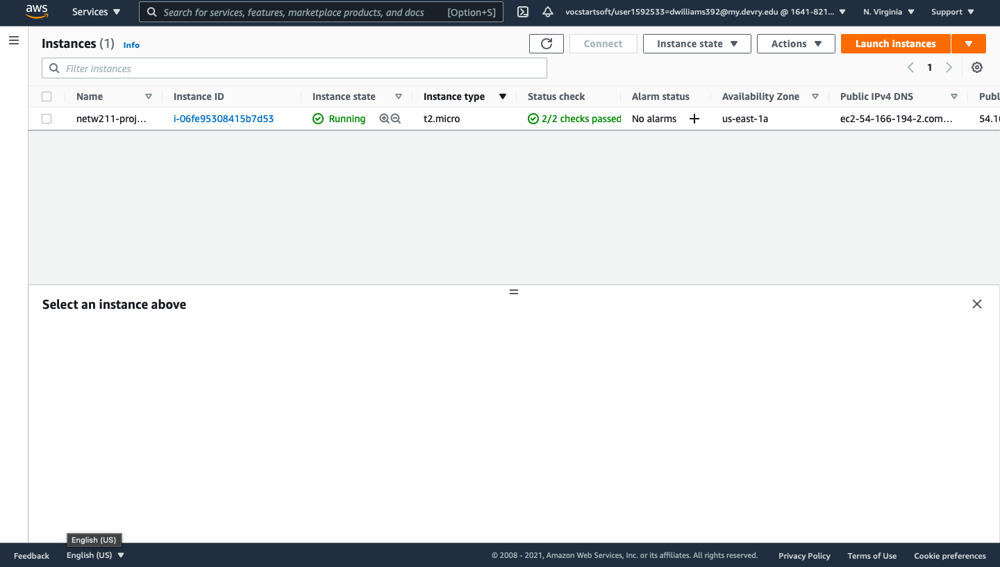 aws Services Search for services, features, marketplace products, and docs [Option+S] vocstartsoft/user1592533=dwilliams392@my.devry.edu @ 1641-821... N. Virginia Support
Instances (1) Info Connect Instance state Actions Launch instances
Filter instances 1
Name Instance ID Instance state Instance type Status check Alarm status Availability Zone Public IPv4 DNS Publ
netw211-proj... i-06fe95308415b7d53 Running t2.micro 2/2 checks passed No alarms us-east-1a ec2-54-166-194-2.com... 54.16
Select an instance above
English (US)
Feedback English (US) © 2008 - 2021, Amazon Web Services, Inc. or its affiliates. All rights reserved. Privacy Policy Terms of Use Cookie preferences